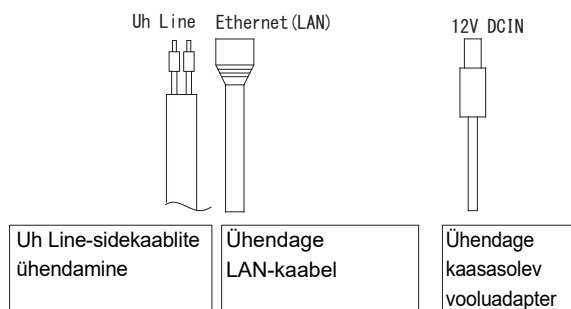 Uh Line Ethernet(LAN) 12V DCIN
Uh Line-sidekaablite
ühendamine
Ühendage
LAN-kaabel
Ühendage
kaasasolev
vooluadapter